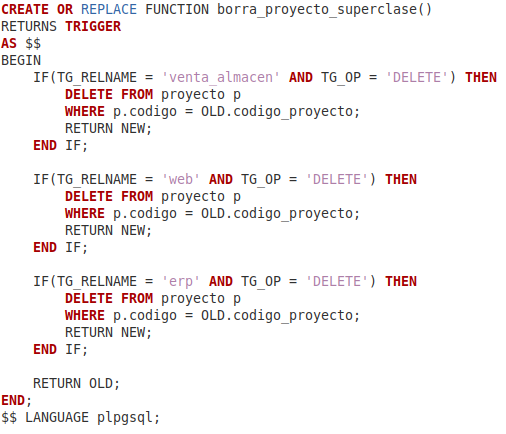 CREATE OR REPLACE FUNCTION borra_proyecto_superclase()
RETURNS TRIGGER
AS $$
BEGIN
    IF(TG_RELNAME = 'venta_almacen' AND TG_OP = 'DELETE') THEN
        DELETE FROM proyecto p
        WHERE p.codigo = OLD.codigo_proyecto;
        RETURN NEW;
    END IF;

    IF(TG_RELNAME = 'web' AND TG_OP = 'DELETE') THEN
        DELETE FROM proyecto p
        WHERE p.codigo = OLD.codigo_proyecto;
        RETURN NEW;
    END IF;

    IF(TG_RELNAME = 'erp' AND TG_OP = 'DELETE') THEN
        DELETE FROM proyecto p
        WHERE p.codigo = OLD.codigo_proyecto;
        RETURN NEW;
    END IF;

    RETURN OLD;
END;
$$ LANGUAGE plpgsql;